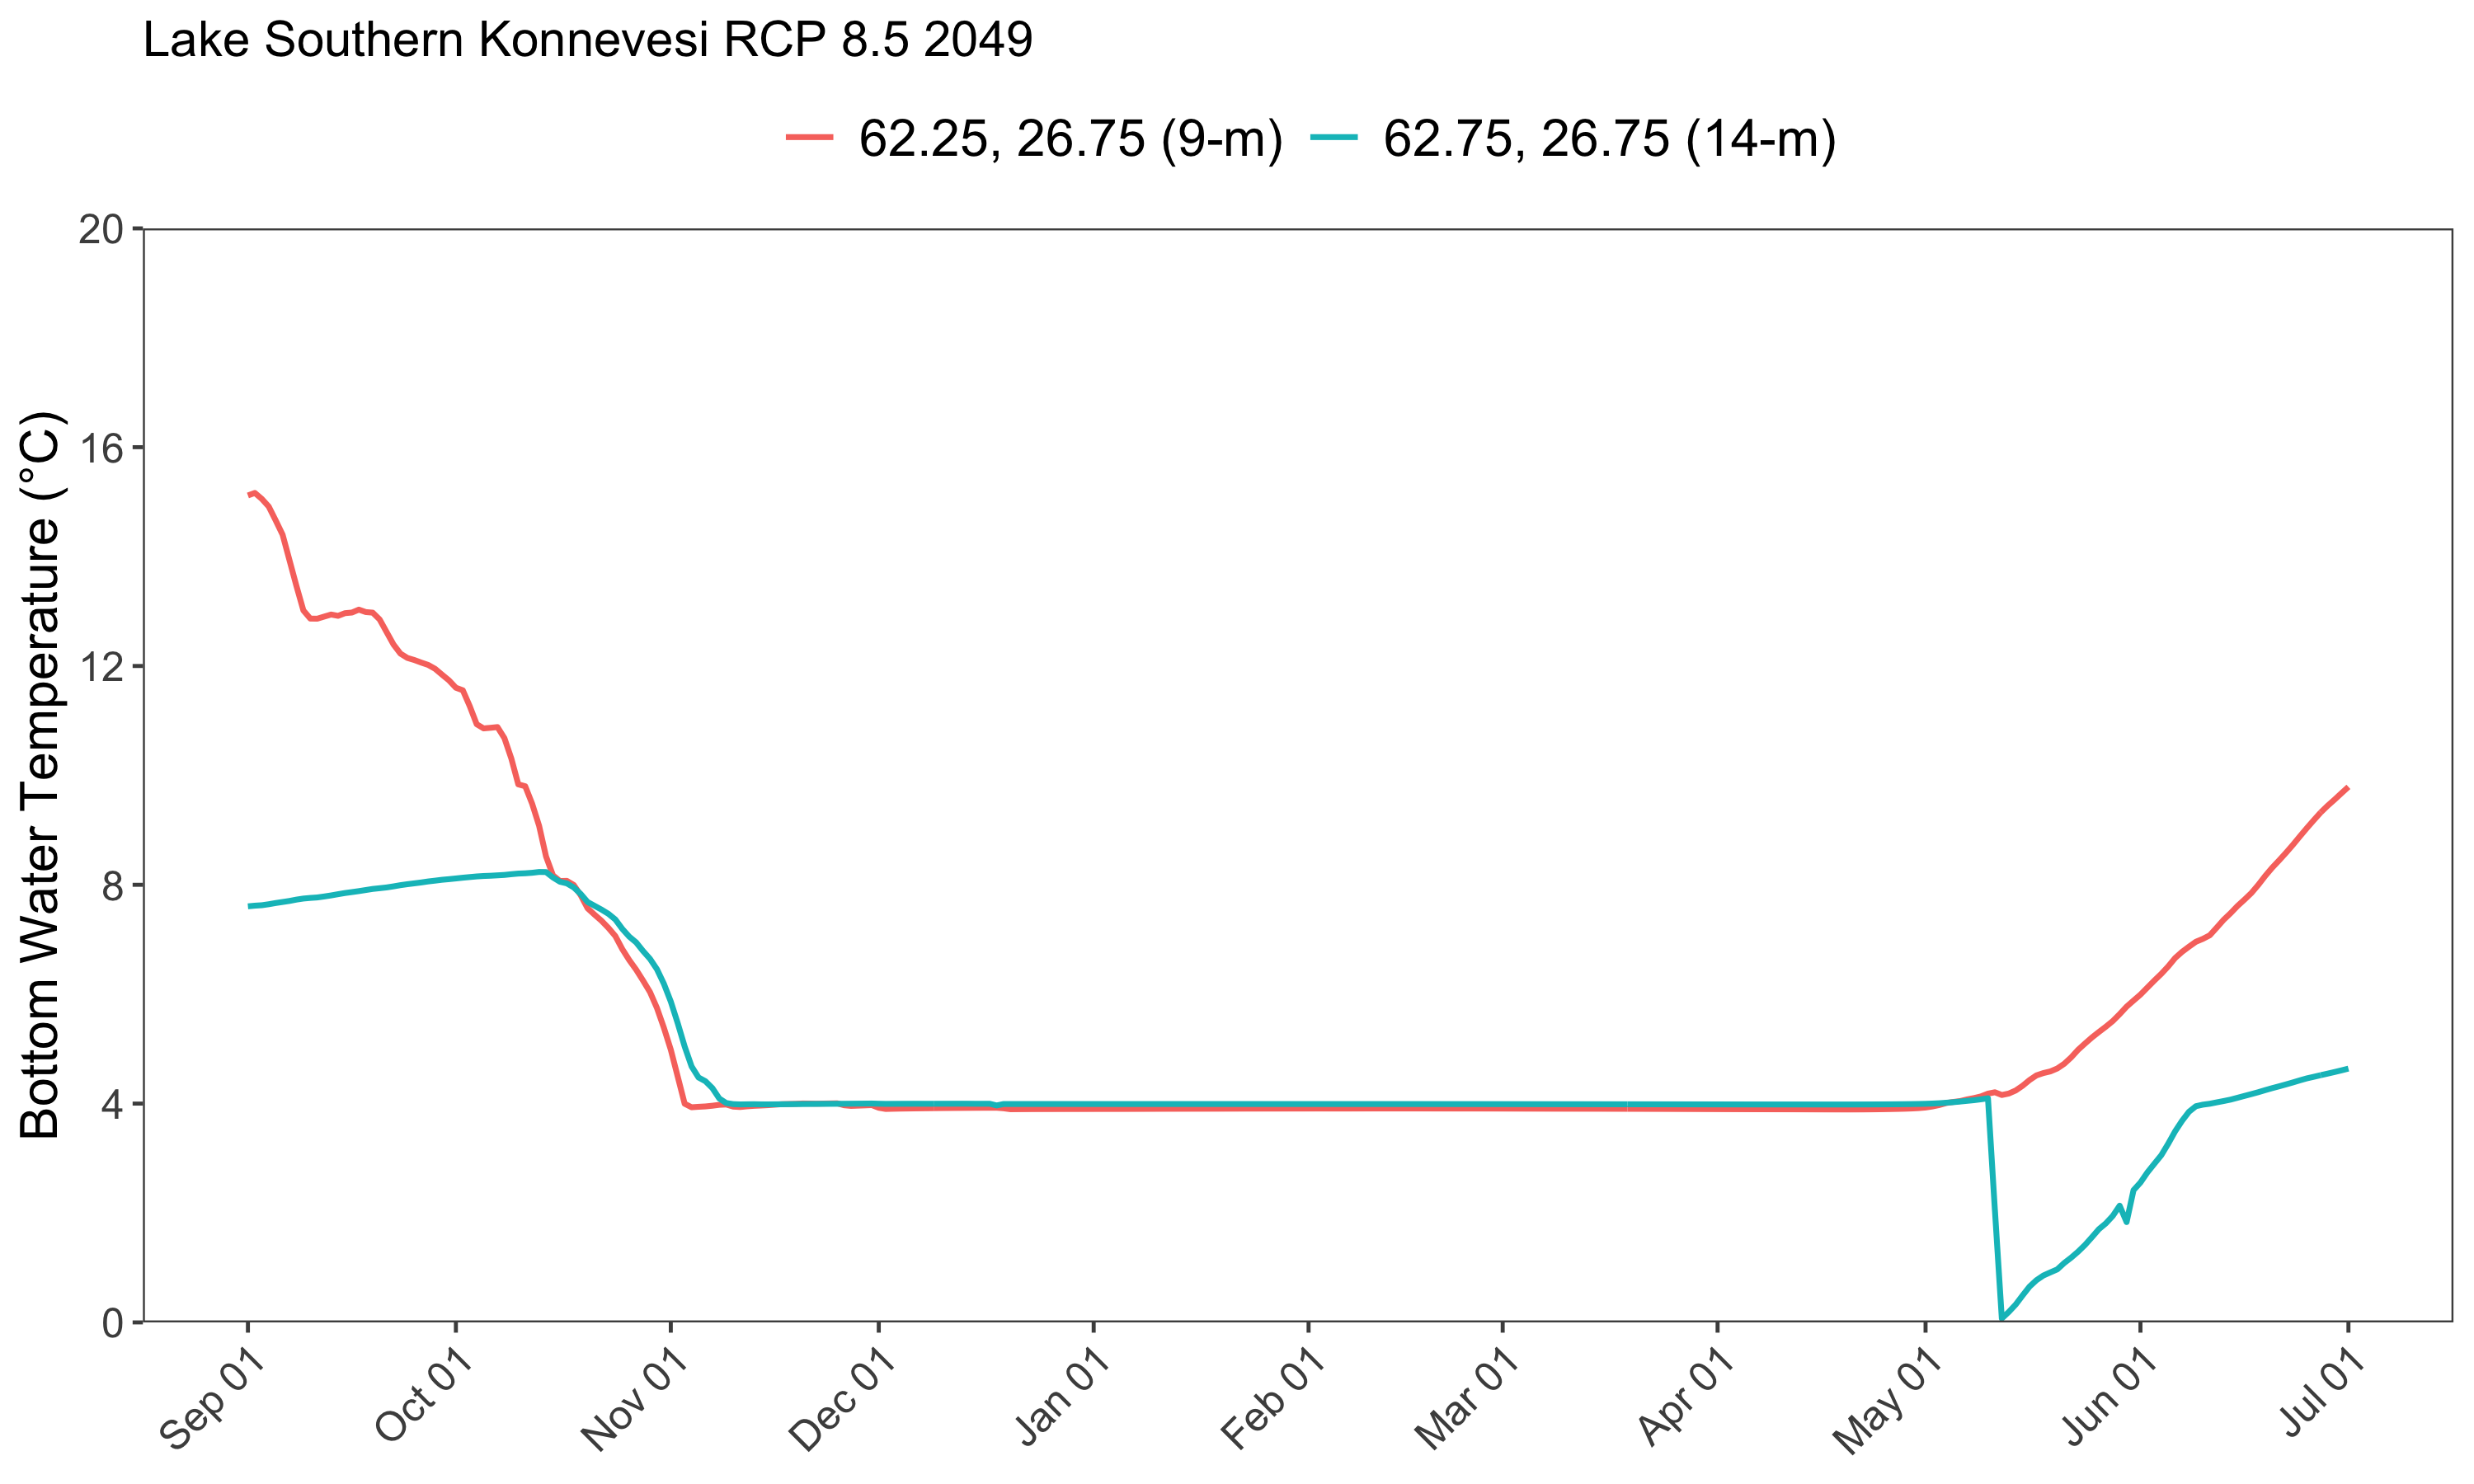 Lake Southern Konnevesi RCP 8.5 2049
62.25, 26.75 (9-m) 62.75, 26.75 (14-m)
Bottom Water Temperature (°C)
20
16
12
8
4
0
Sep 01 Oct 01 Nov 01 Dec 01 Jan 01 Feb 01 Mar 01 Apr 01 May 01 Jun 01 Jul 01